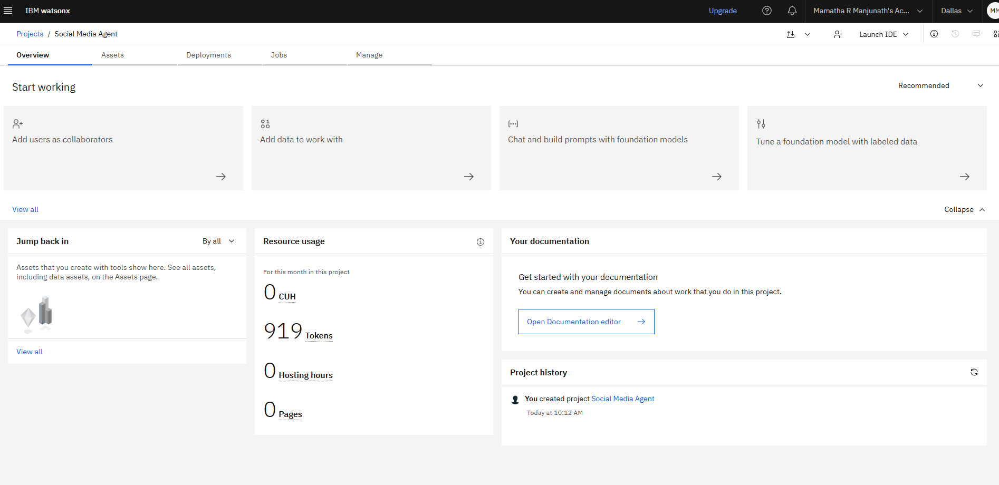 IBM watsonx
Upgrade
Mamatha R Manjunath's Ac...
Dallas
MM
Projects / Social Media Agent
Launch IDE
Overview
Assets
Deployments
Jobs
Manage
Start working
Recommended
Add users as collaborators
Add data to work with
Chat and build prompts with foundation models
Tune a foundation model with labeled data
View all
Collapse
Jump back in
By all
Assets that you create with tools show here. See all assets,
including data assets, on the Assets page.
View all
Resource usage
For this month in this project
0 CUH
919 Tokens
0 Hosting hours
0 Pages
Your documentation
Get started with your documentation
You can create and manage documents about work that you do in this project.
Open Documentation editor
Project history
You created project Social Media Agent
Today at 10:12 AM